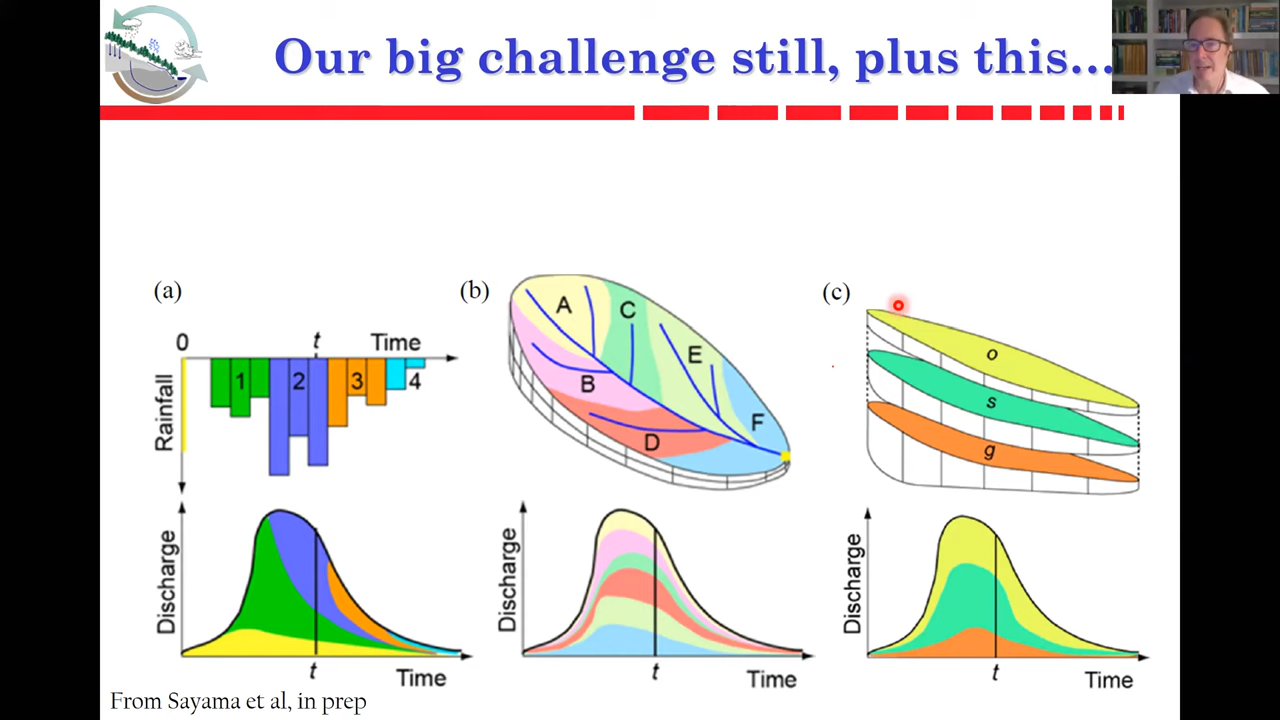 Our big challenge still, plus this...
(a)
0
t
Time
Rainfall
1
2
3
4
Discharge
t
Time
(b)
A
C
E
B
D
F
Discharge
t
Time
(c)
o
s
g
Discharge
t
Time
From Sayama et al, in prep